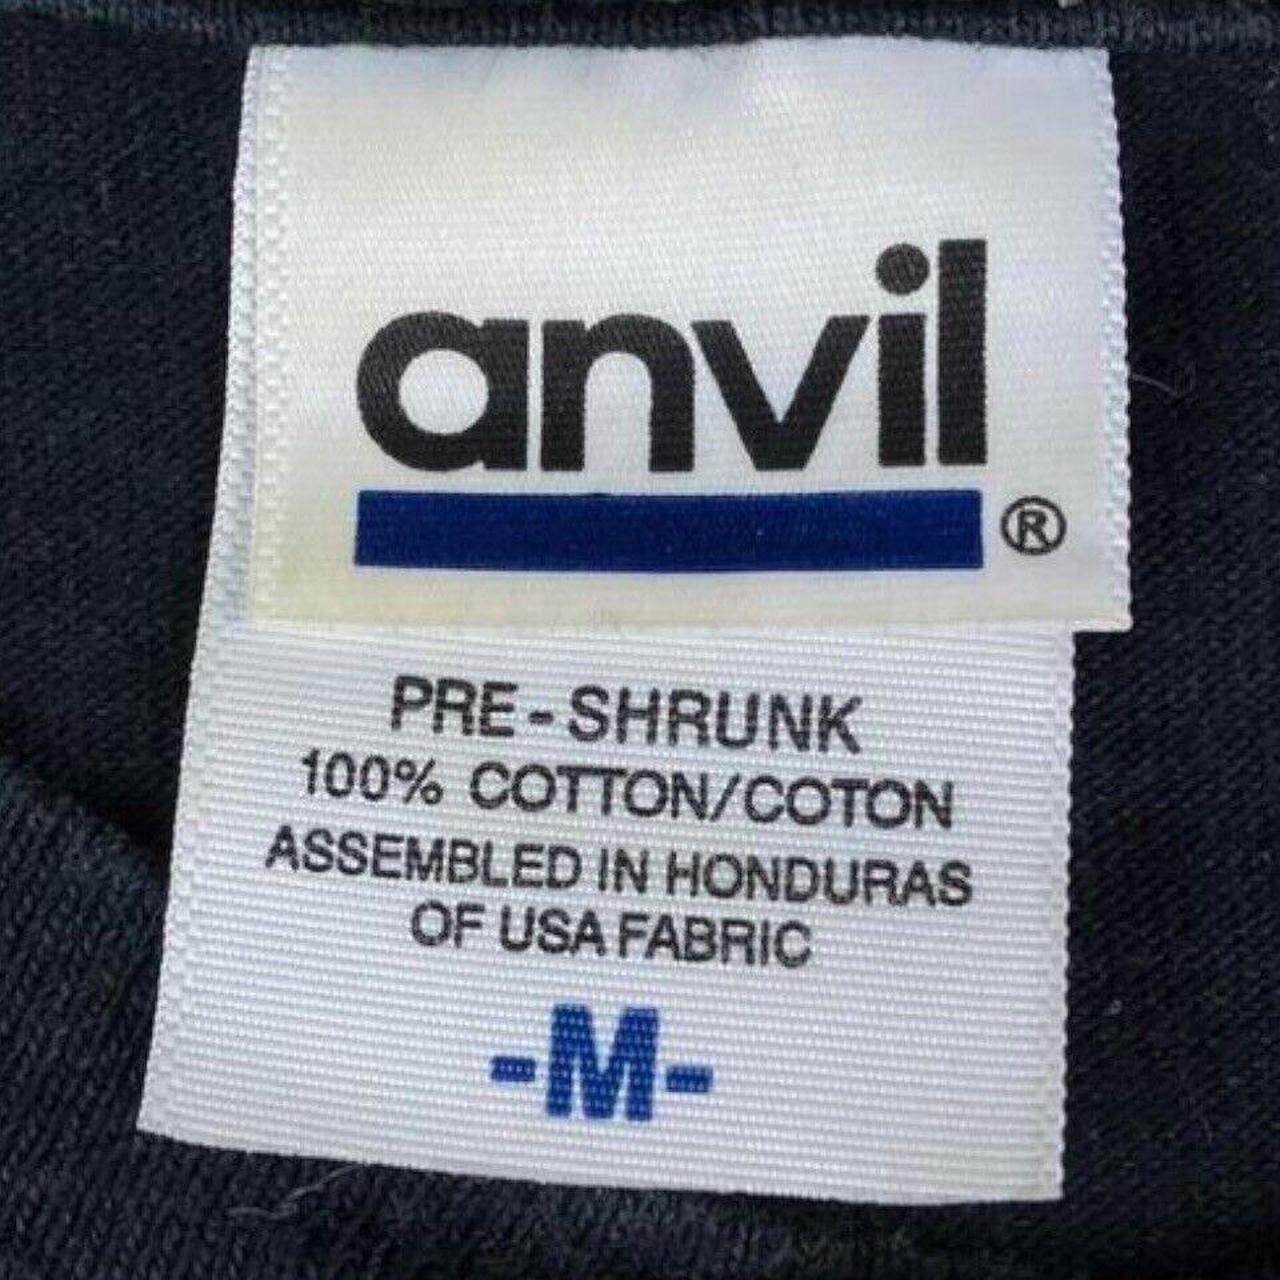 anvil
®
PRE-SHRUNK
100% COTTON/COTON
ASSEMBLED IN HONDURAS
OF USA FABRIC
-M-